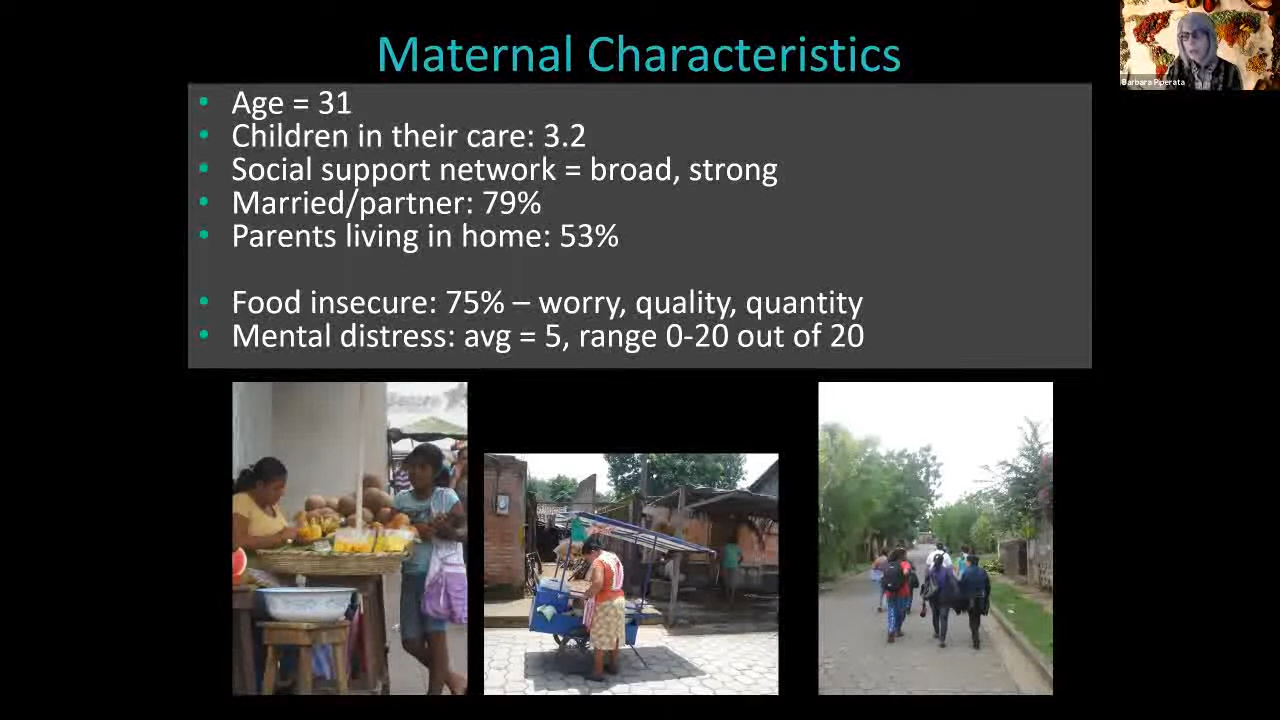 Maternal Characteristics
Barbara Piperata
• Age = 31
• Children in their care: 3.2
• Social support network = broad, strong
• Married/partner: 79%
• Parents living in home: 53%
• Food insecure: 75% – worry, quality, quantity
• Mental distress: avg = 5, range 0-20 out of 20